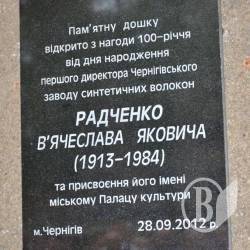 Пам'ятну дошку
відкрито з нагоди 100-річчя
від дня народження
першого директора Чернігівського
заводу синтетичних волокон
РАДЧЕНКО
В'ЯЧЕСЛАВА ЯКОВИЧА
(1913-1984)
та присвоєння його імені
міському Палацу культури
м.Чернігів 28.09.2012 р.